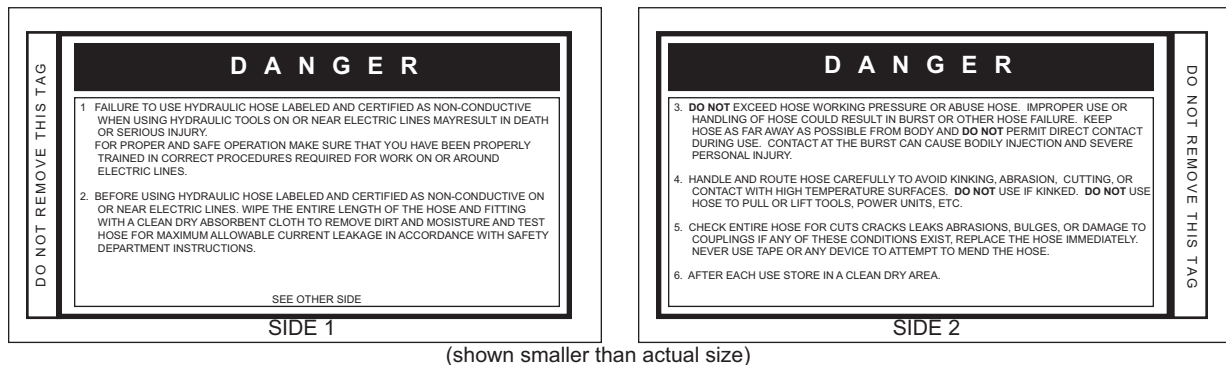 DO NOT REMOVE THIS TAG
DANGER
1 FAILURE TO USE HYDRAULIC HOSE LABELED AND CERTIFIED AS NON-CONDUCTIVE
WHEN USING HYDRAULIC TOOLS ON OR NEAR ELECTRIC LINES MAYRESULT IN DEATH
OR SERIOUS INJURY.
FOR PROPER AND SAFE OPERATION MAKE SURE THAT YOU HAVE BEEN PROPERLY
TRAINED IN CORRECT PROCEDURES REQUIRED FOR WORK ON OR AROUND
ELECTRIC LINES.
2. BEFORE USING HYDRAULIC HOSE LABELED AND CERTIFIED AS NON-CONDUCTIVE ON
OR NEAR ELECTRIC LINES. WIPE THE ENTIRE LENGTH OF THE HOSE AND FITTING
WITH A CLEAN DRY ABSORBENT CLOTH TO REMOVE DIRT AND MOSISTURE AND TEST
HOSE FOR MAXIMUM ALLOWABLE CURRENT LEAKAGE IN ACCORDANCE WITH SAFETY
DEPARTMENT INSTRUCTIONS.
SEE OTHER SIDE
SIDE 1
DANGER
3. DO NOT EXCEED HOSE WORKING PRESSURE OR ABUSE HOSE. IMPROPER USE OR
HANDLING OF HOSE COULD RESULT IN BURST OR OTHER HOSE FAILURE. KEEP
HOSE AS FAR AWAY AS POSSIBLE FROM BODY AND DO NOT PERMIT DIRECT CONTACT
DURING USE. CONTACT AT THE BURST CAN CAUSE BODILY INJECTION AND SEVERE
PERSONAL INJURY.
4. HANDLE AND ROUTE HOSE CAREFULLY TO AVOID KINKING, ABRASION, CUTTING, OR
CONTACT WITH HIGH TEMPERATURE SURFACES. DO NOT USE IF KINKED. DO NOT USE
HOSE TO PULL OR LIFT TOOLS, POWER UNITS, ETC.
5. CHECK ENTIRE HOSE FOR CUTS CRACKS LEAKS ABRASIONS, BULGES, OR DAMAGE TO
COUPLINGS IF ANY OF THESE CONDITIONS EXIST, REPLACE THE HOSE IMMEDIATELY.
NEVER USE TAPE OR ANY DEVICE TO ATTEMPT TO MEND THE HOSE.
6. AFTER EACH USE STORE IN A CLEAN DRY AREA.
DO NOT REMOVE THIS TAG
SIDE 2
(shown smaller than actual size)